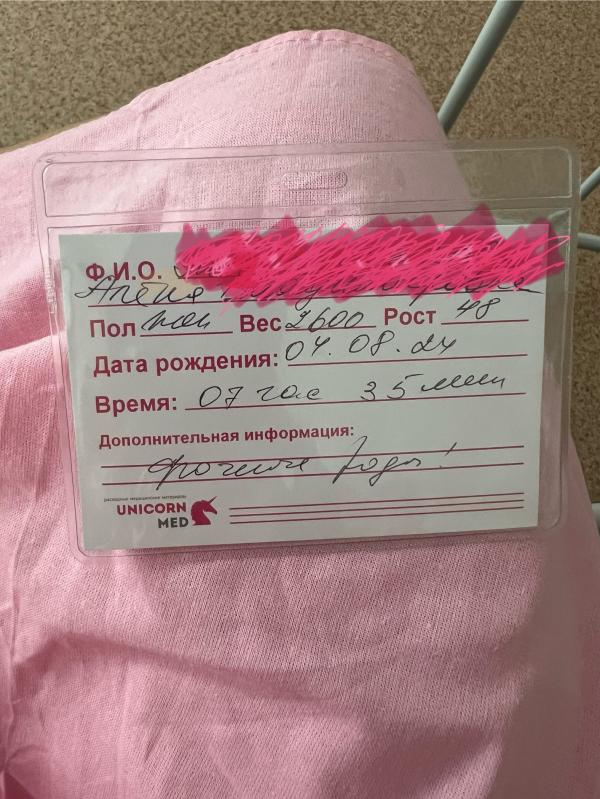 Ф.И.О.
Алёна
Пол жен Вес 2600 Рост 48
Дата рождения: 04.08.24
Время: 07 час 35 мин
Дополнительная информация:
срочные роды!
расходные медицинские материалы
UNICORN
MED